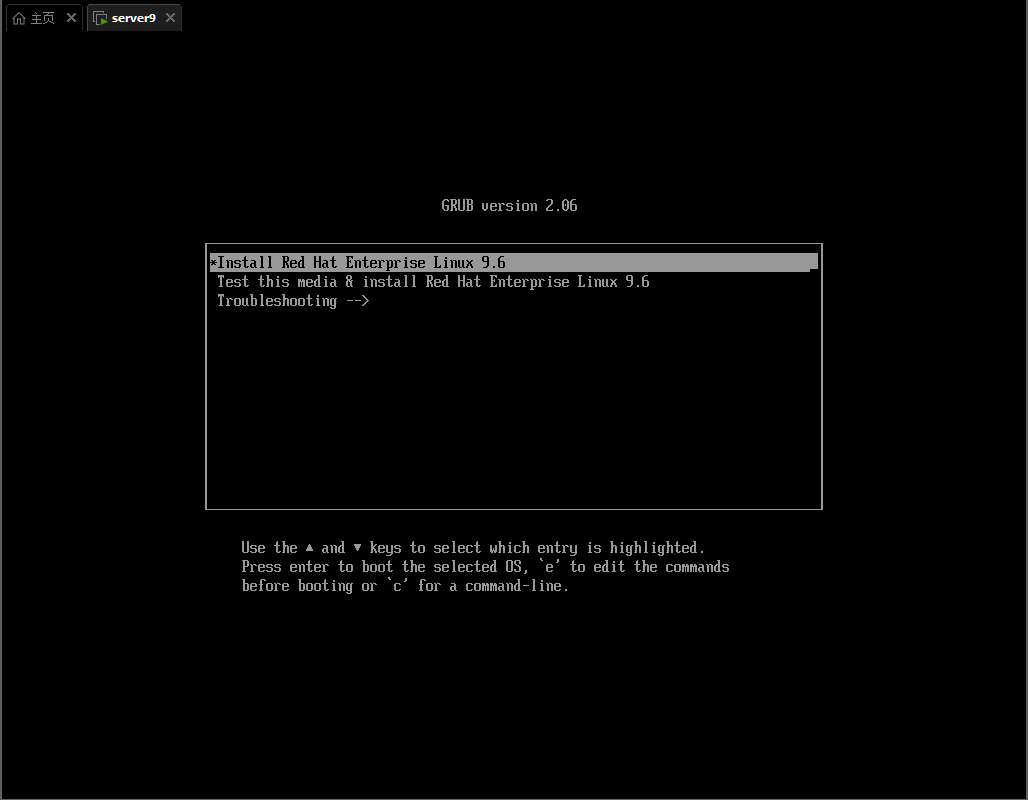 主页
server9
GRUB version 2.06
*Install Red Hat Enterprise Linux 9.6
Test this media & install Red Hat Enterprise Linux 9.6
Troubleshooting -->
Use the ▲ and ▼ keys to select which entry is highlighted.
Press enter to boot the selected OS, `e' to edit the commands
before booting or `c' for a command-line.